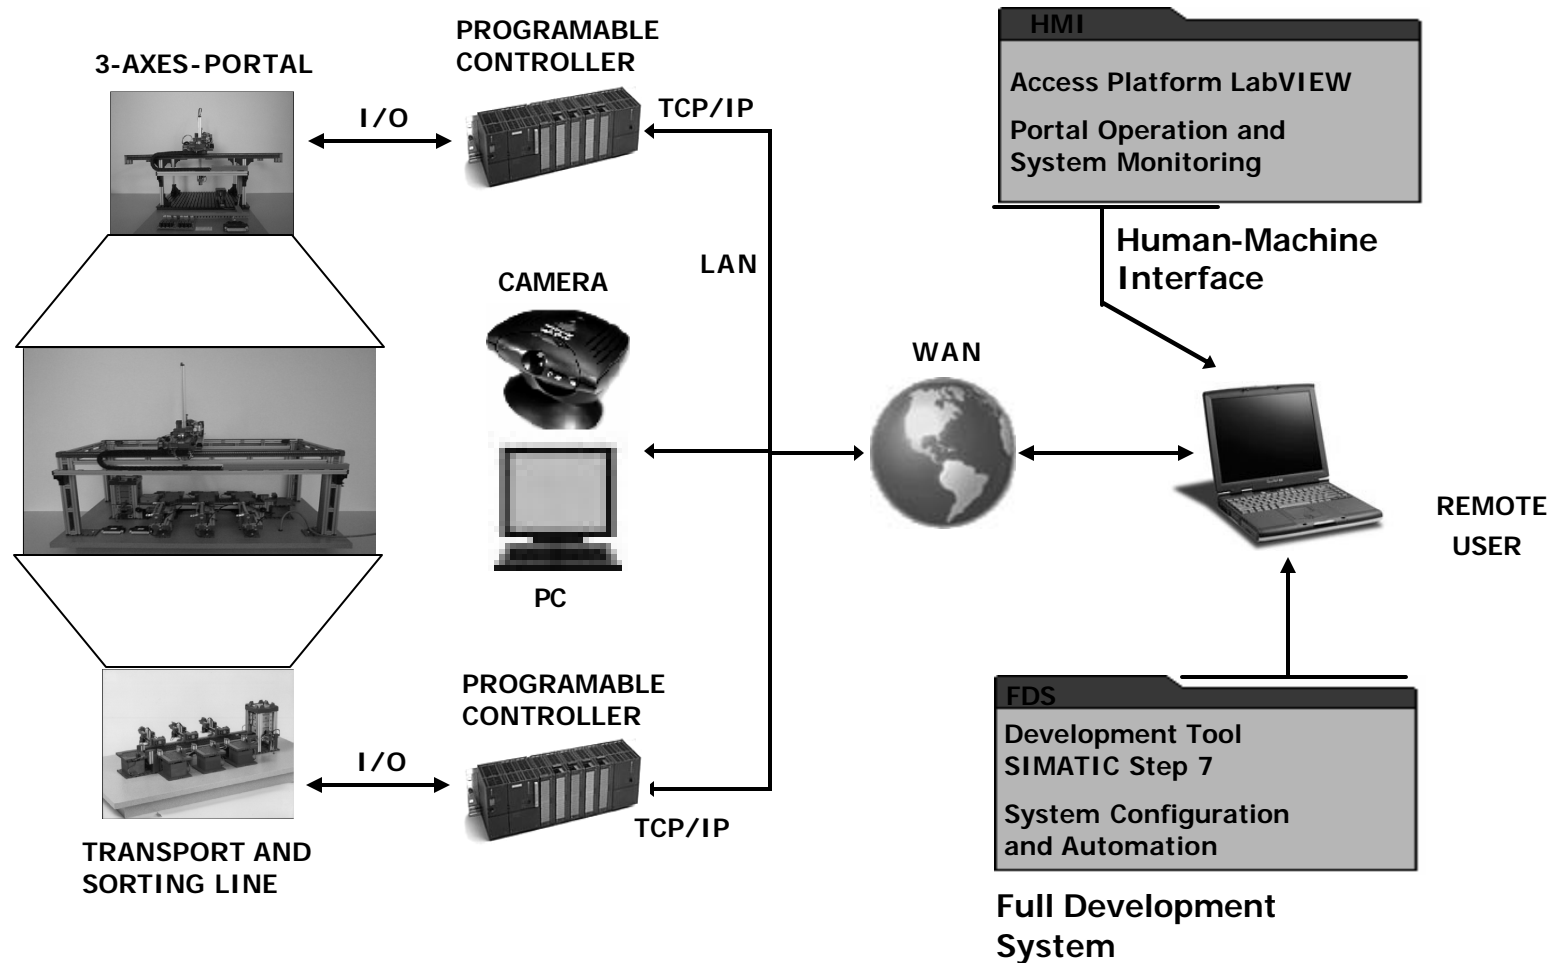 3-AXES-PORTAL
I/O
PROGRAMABLE
CONTROLLER
TCP/IP
LAN
CAMERA
PC
PROGRAMABLE
CONTROLLER
I/O
TCP/IP
TRANSPORT AND
SORTING LINE
WAN
HMI
Access Platform LabVIEW
Portal Operation and
System Monitoring
Human-Machine
Interface
REMOTE
USER
FDS
Development Tool
SIMATIC Step 7
System Configuration
and Automation
Full Development
System